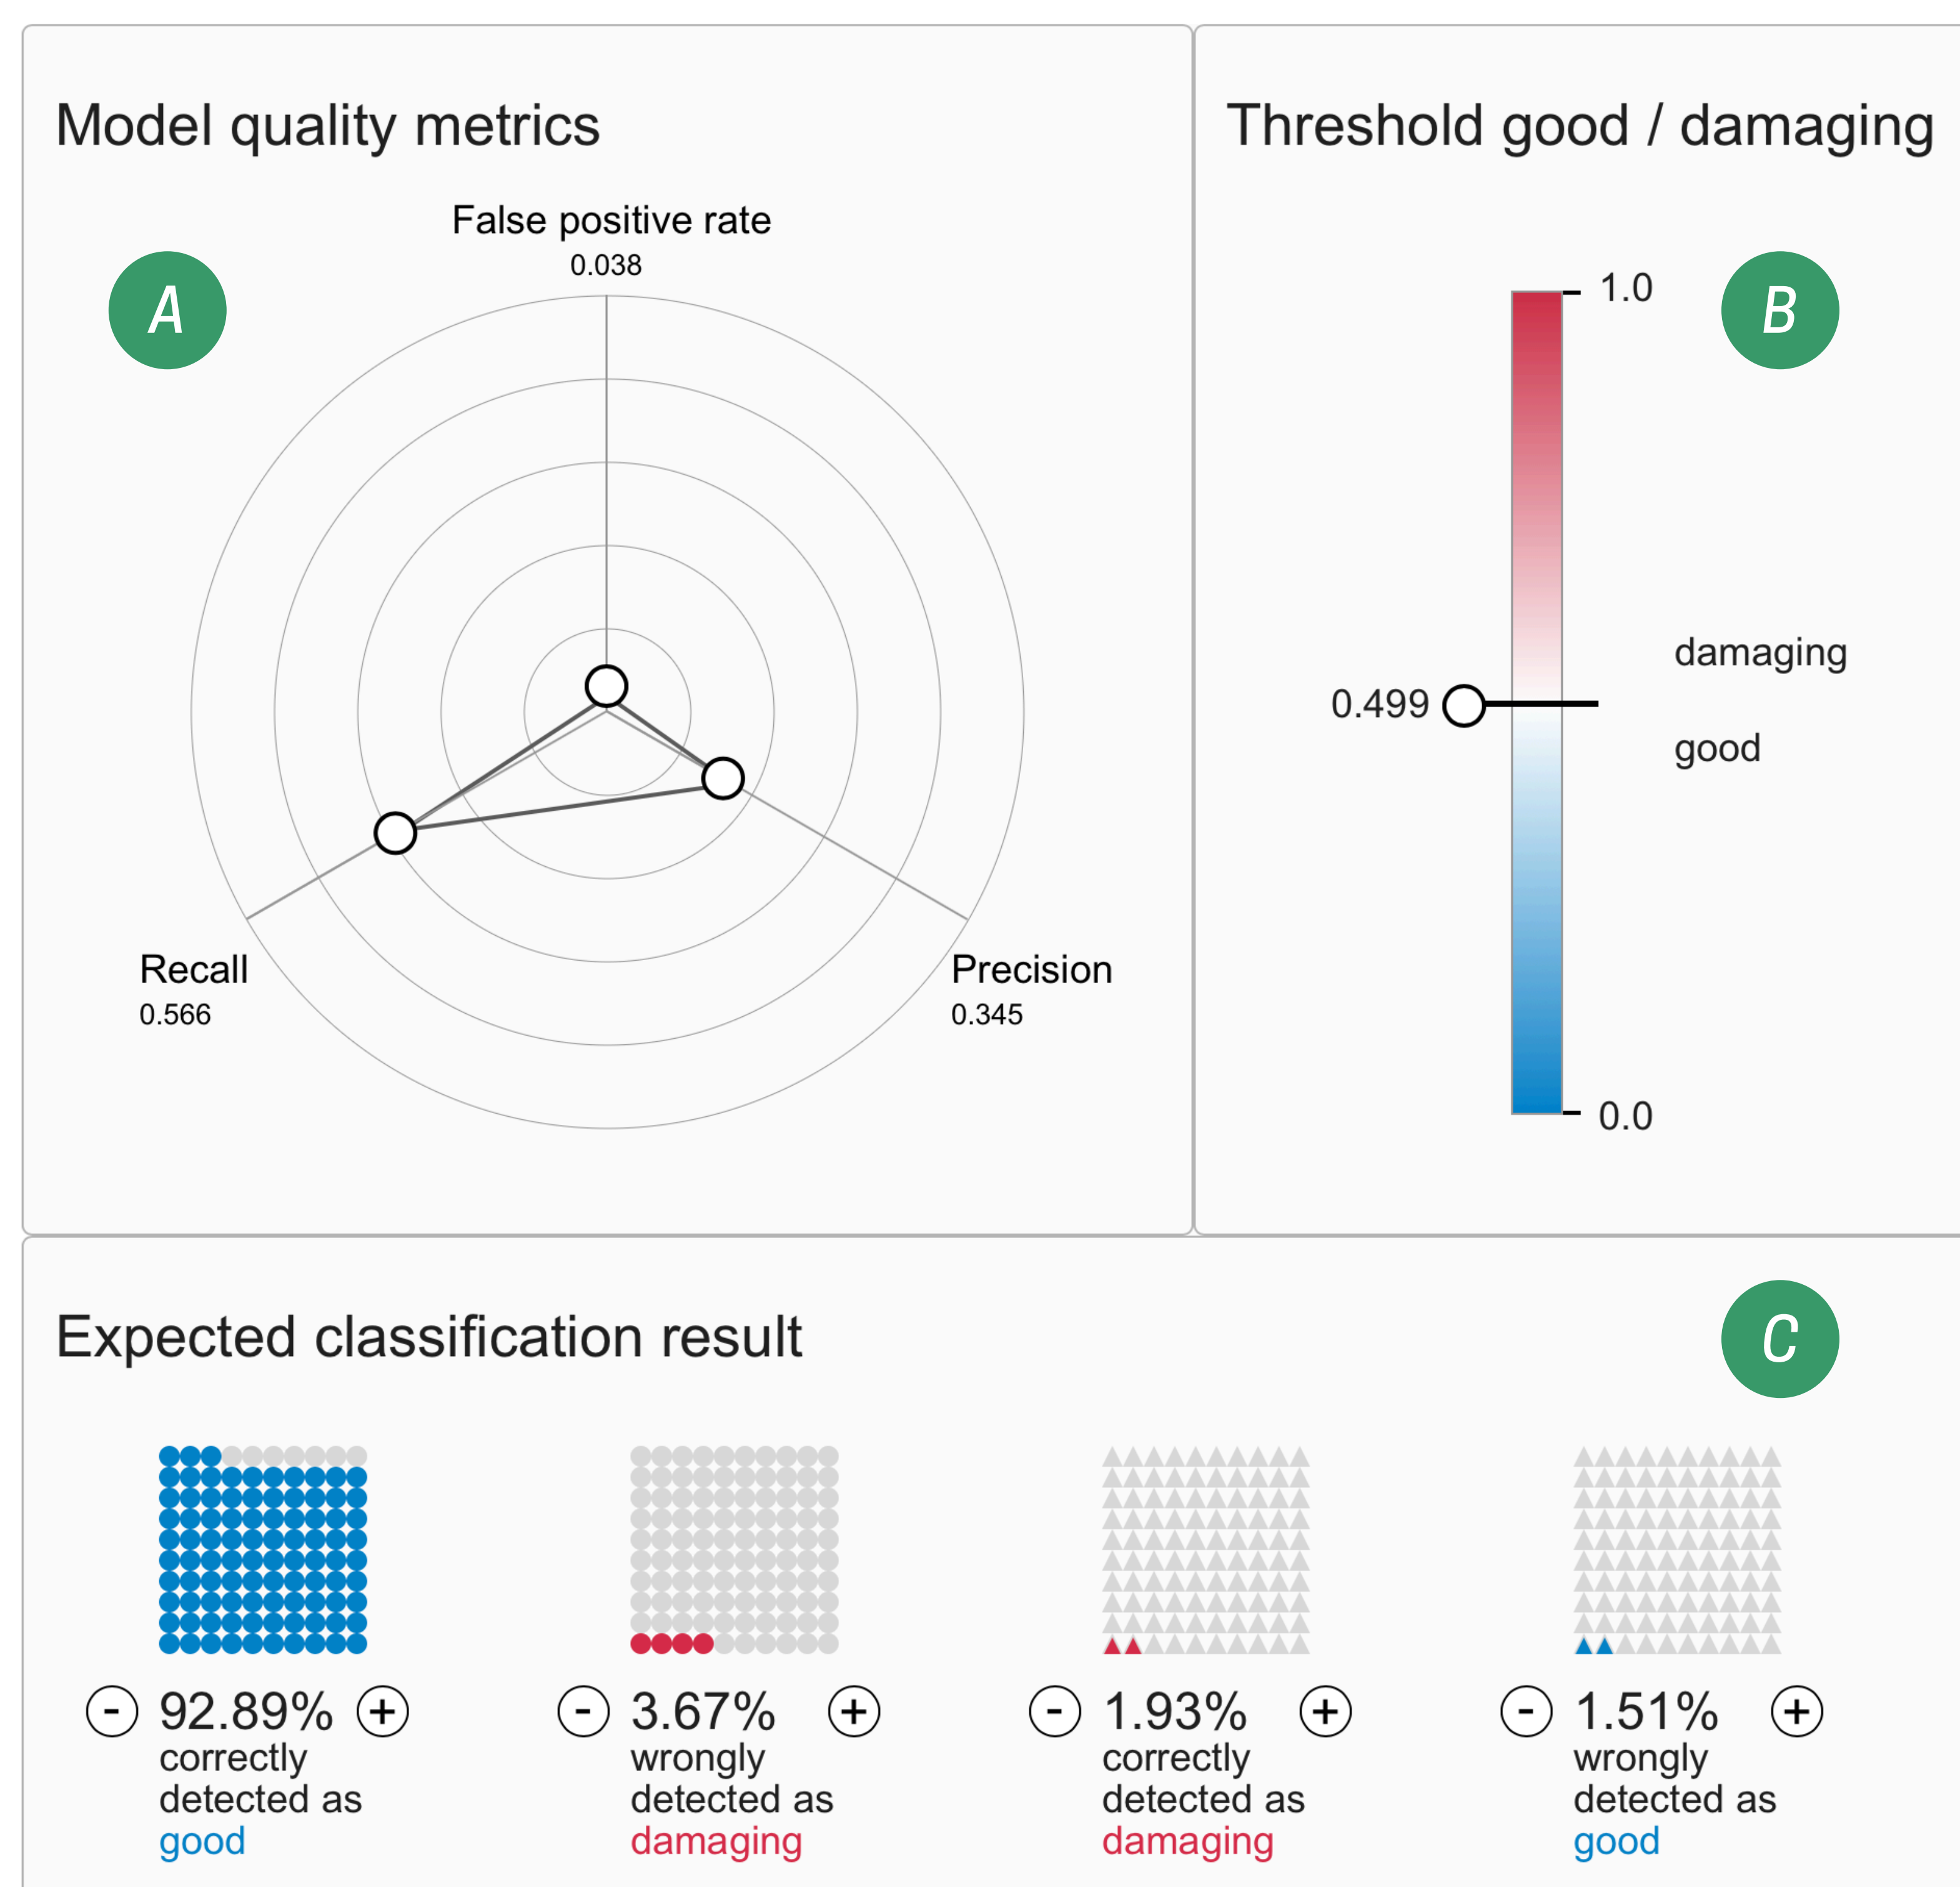 Model quality metrics
A
False positive rate
0.038
Recall
0.566
Precision
0.345
Threshold good / damaging
B
1.0
damaging
0.499
good
0.0
Expected classification result
C
- 92.89% +
correctly
detected as
good
- 3.67% +
wrongly
detected as
damaging
- 1.93% +
correctly
detected as
damaging
- 1.51% +
wrongly
detected as
good